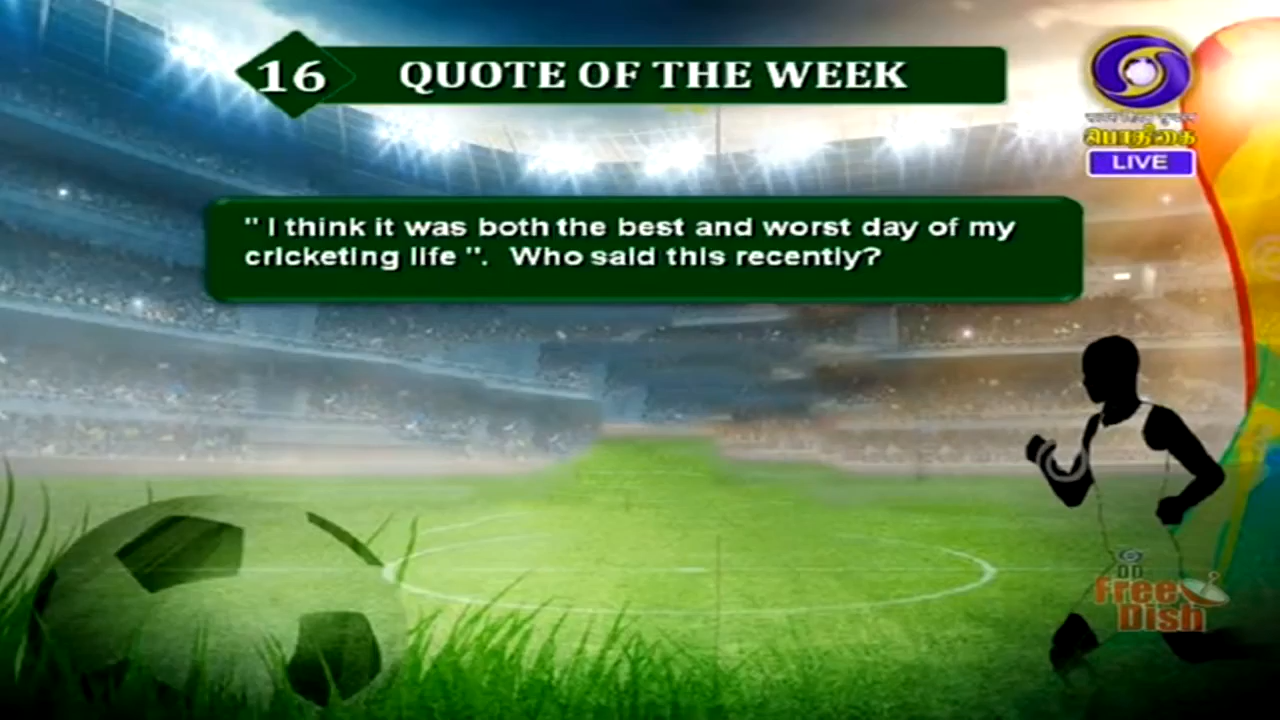 16 QUOTE OF THE WEEK
பொதிகை
LIVE
" I think it was both the best and worst day of my
cricketing life ". Who said this recently?
DD
free
Dish